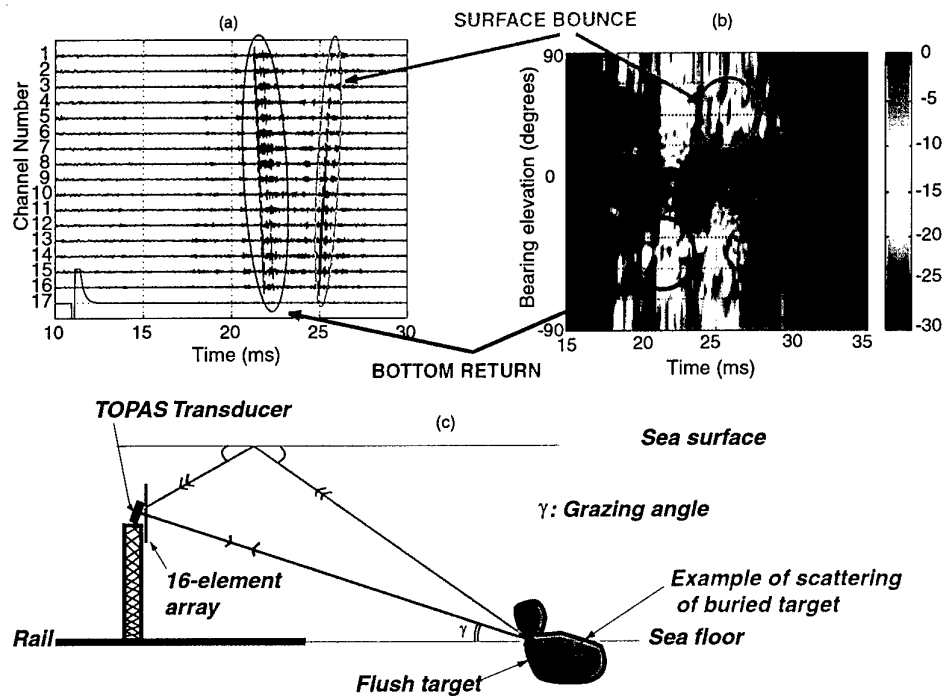 (a)
SURFACE BOUNCE
(b)
Channel Number
1
2
3
4
5
6
7
8
9
10
11
12
13
14
15
16
17
10 15 20 25 30
Time (ms)
Bearing elevation (degrees)
90
0
-90
15 20 25 30 35
Time (ms)
0
-5
-10
-15
-20
-25
-30
BOTTOM RETURN
TOPAS Transducer
(c)
Sea surface
γ: Grazing angle
16-element
array
Example of scattering
of buried target
γ
Rail
Sea floor
Flush target